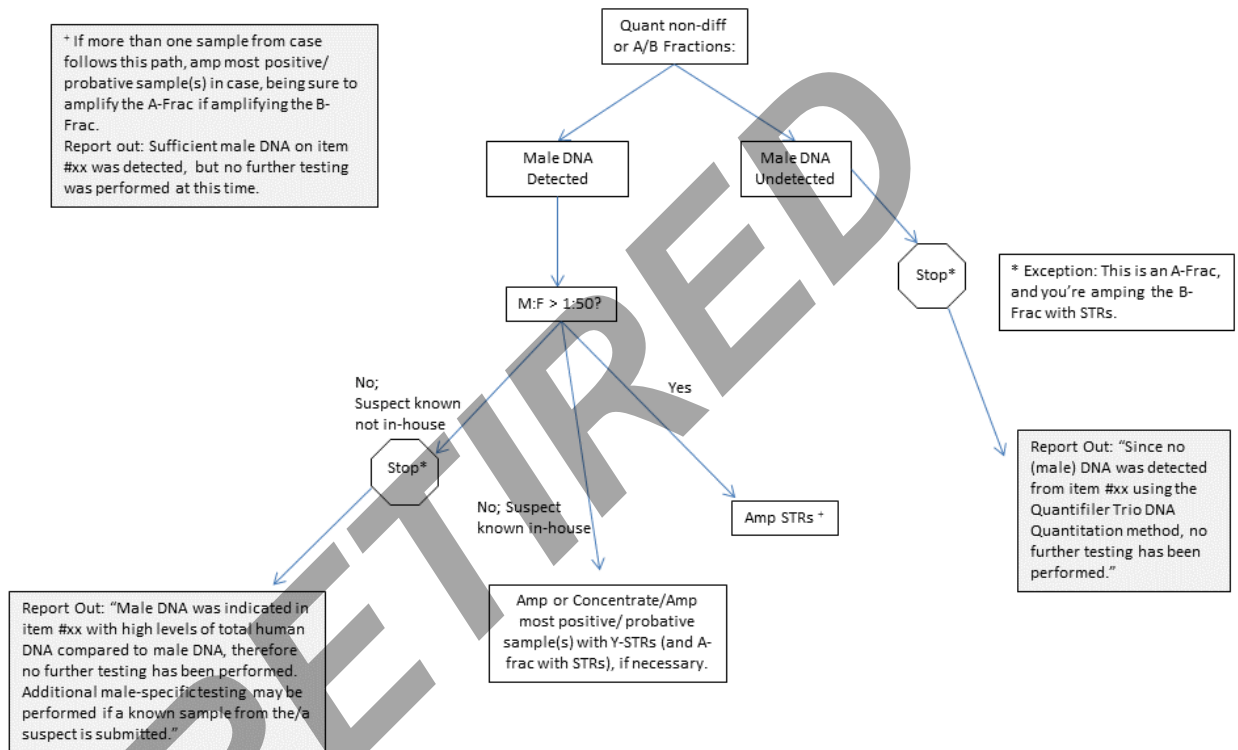 Quant non-diff
or A/B Fractions:
+ If more than one sample from case
follows this path, amp most positive/
probative sample(s) in case, being sure to
amplify the A-Frac if amplifying the B-
Frac.
Report out: Sufficient male DNA on item
#xx was detected, but no further testing
was performed at this time.
Male DNA
Detected
Male DNA
Undetected
Stop*
* Exception: This is an A-Frac,
and you’re amping the B-
Frac with STRs.
M:F > 1:50?
No;
Suspect known
not in-house
Yes
Stop*
No; Suspect
known in-house
Amp STRs +
Report Out: “Since no
(male) DNA was detected
from item #xx using the
Quantifiler Trio DNA
Quantitation method, no
further testing has been
performed.”
Report Out: “Male DNA was indicated in
item #xx with high levels of total human
DNA compared to male DNA, therefore
no further testing has been performed.
Additional male-specific testing may be
performed if a known sample from the/a
suspect is submitted.”
Amp or Concentrate/Amp
most positive/ probative
sample(s) with Y-STRs (and A-
frac with STRs), if necessary.
RETIRED